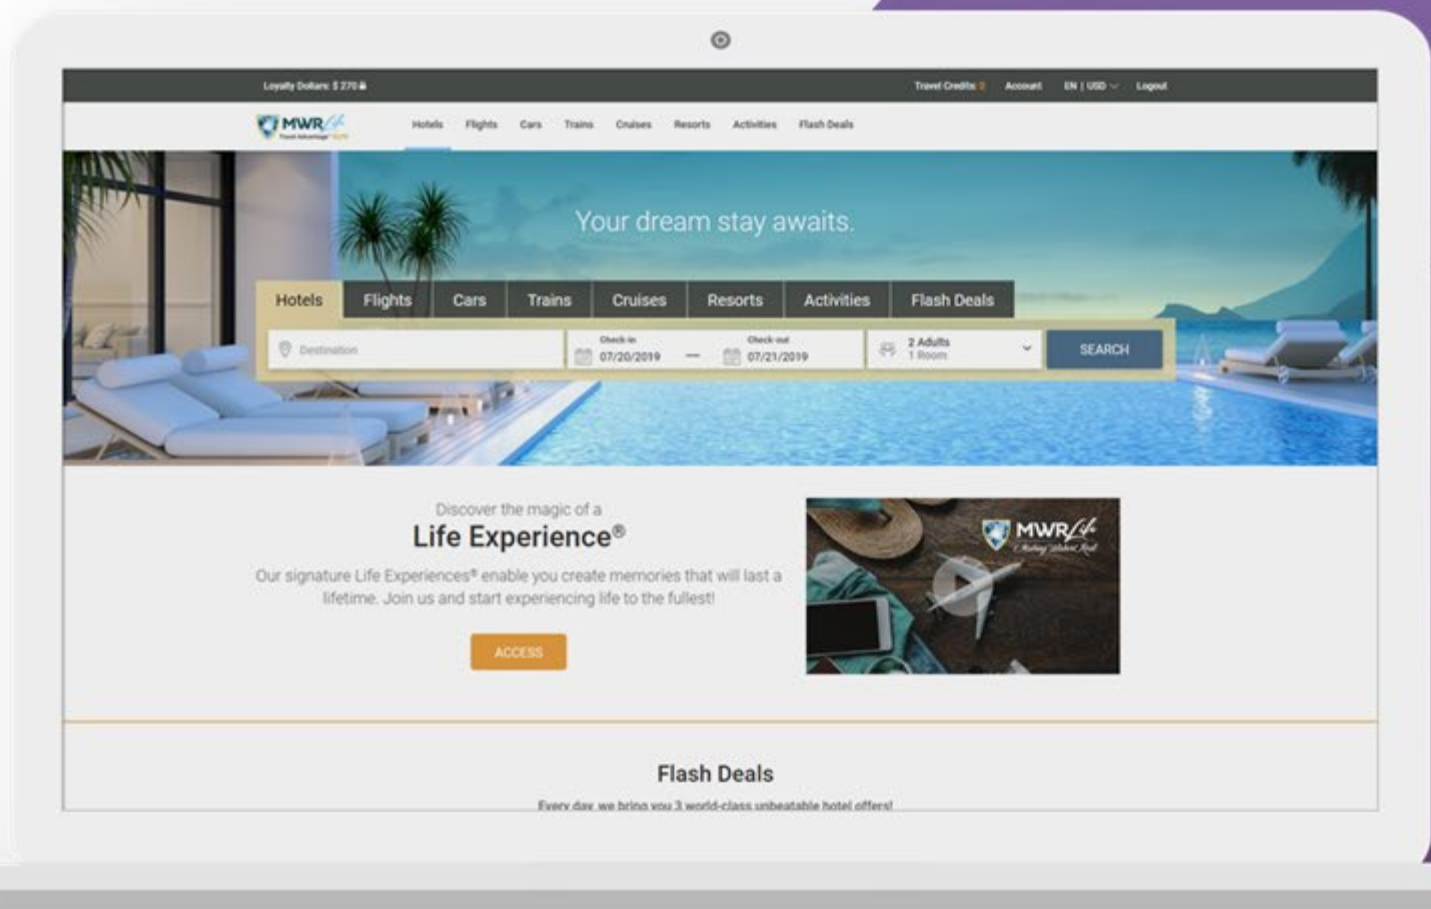 Loyalty Dollars: $ 270
Travel Credits: 0 Account EN | USD Logout
MWR Life
Travel Advantage
Hotels Flights Cars Trains Cruises Resorts Activities Flash Deals
Your dream stay awaits.
Hotels Flights Cars Trains Cruises Resorts Activities Flash Deals
Destination
Check-in
07/20/2019
—
Check-out
07/21/2019
2 Adults
1 Room
SEARCH
Discover the magic of a
Life Experience®
Our signature Life Experiences® enable you create memories that will last a
lifetime. Join us and start experiencing life to the fullest!
ACCESS
MWR Life
Flash Deals
Every day, we bring you 3 world-class unbeatable hotel offers!